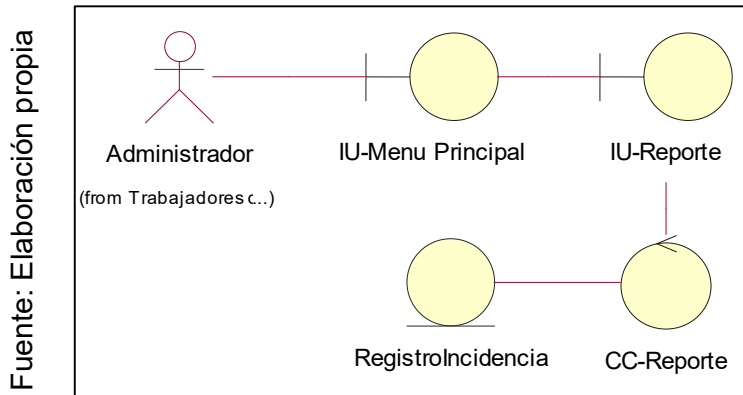 Fuente: Elaboración propia
Administrador
(from Trabajadores c...)
IU-Menu Principal
IU-Reporte
RegistroIncidencia
CC-Reporte